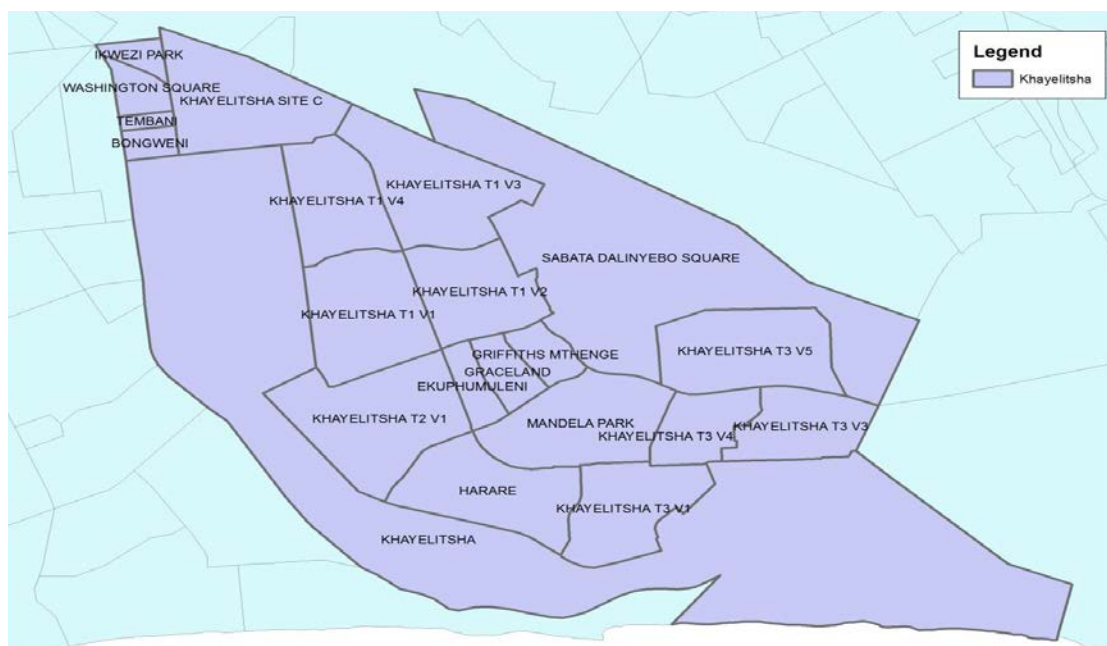 Legend
Khayelitsha
IKWEZI PARK
WASHINGTON SQUARE
KHAYELITSHA SITE C
TEMBANI
BONGWENI
KHAYELITSHA T1 V3
KHAYELITSHA T1 V4
SABATA DALINYEBO SQUARE
KHAYELITSHA T1 V2
KHAYELITSHA T1 V1
KHAYELITSHA T3 V5
GRIFFITHS MTHENGE
GRACELAND
EKUPHUMULENI
KHAYELITSHA T2 V1
MANDELA PARK
KHAYELITSHA T3 V3
KHAYELITSHA T3 V4
HARARE
KHAYELITSHA T3 V1
KHAYELITSHA